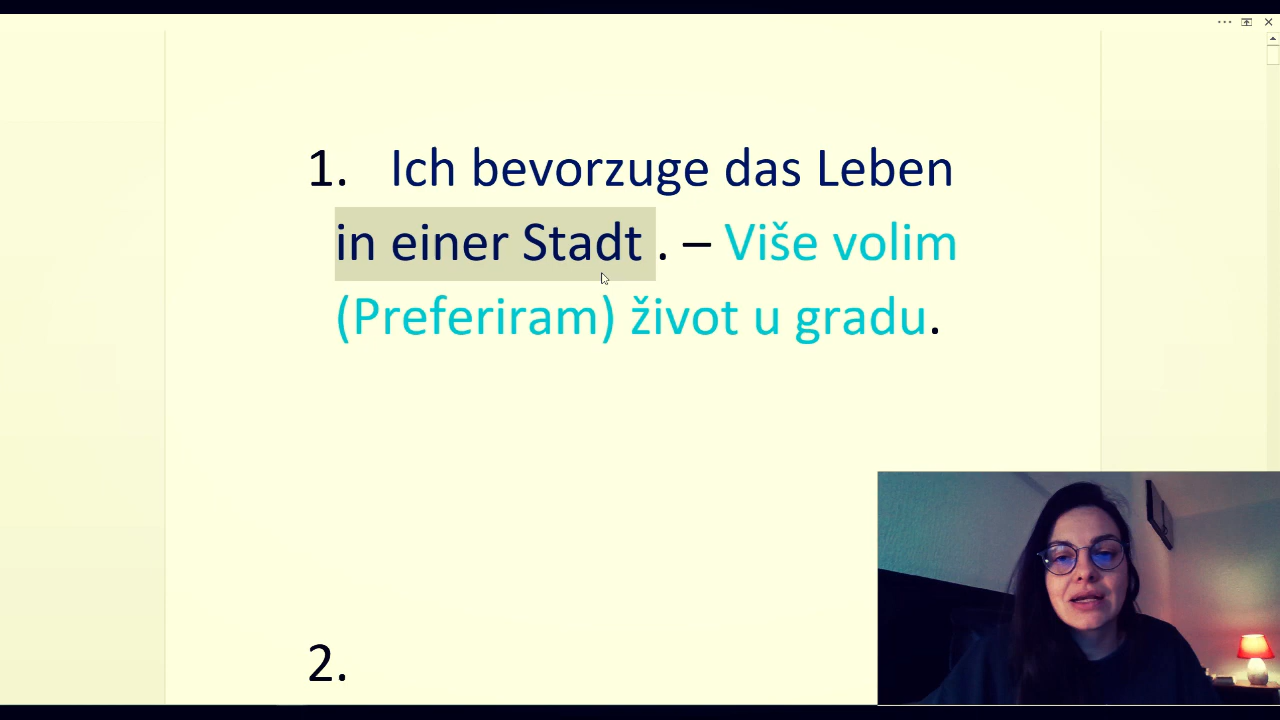 1. Ich bevorzuge das Leben
in einer Stadt . – Više volim
(Preferiram) život u gradu.
2.